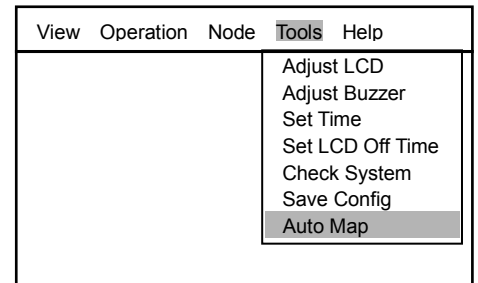 View Operation Node Tools Help
Adjust LCD
Adjust Buzzer
Set Time
Set LCD Off Time
Check System
Save Config
Auto Map